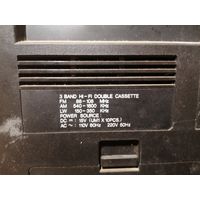 3 BAND HI-FI DOUBLE CASSETTE
FM : 88-108 MHz
AM : 540-1600 KHz
LW : 150-350 KHz
POWER SOURCE :
DC ⎓ : 15V (UM1 X 10PCS.)
AC ~ : 110V 60Hz 220V 50Hz